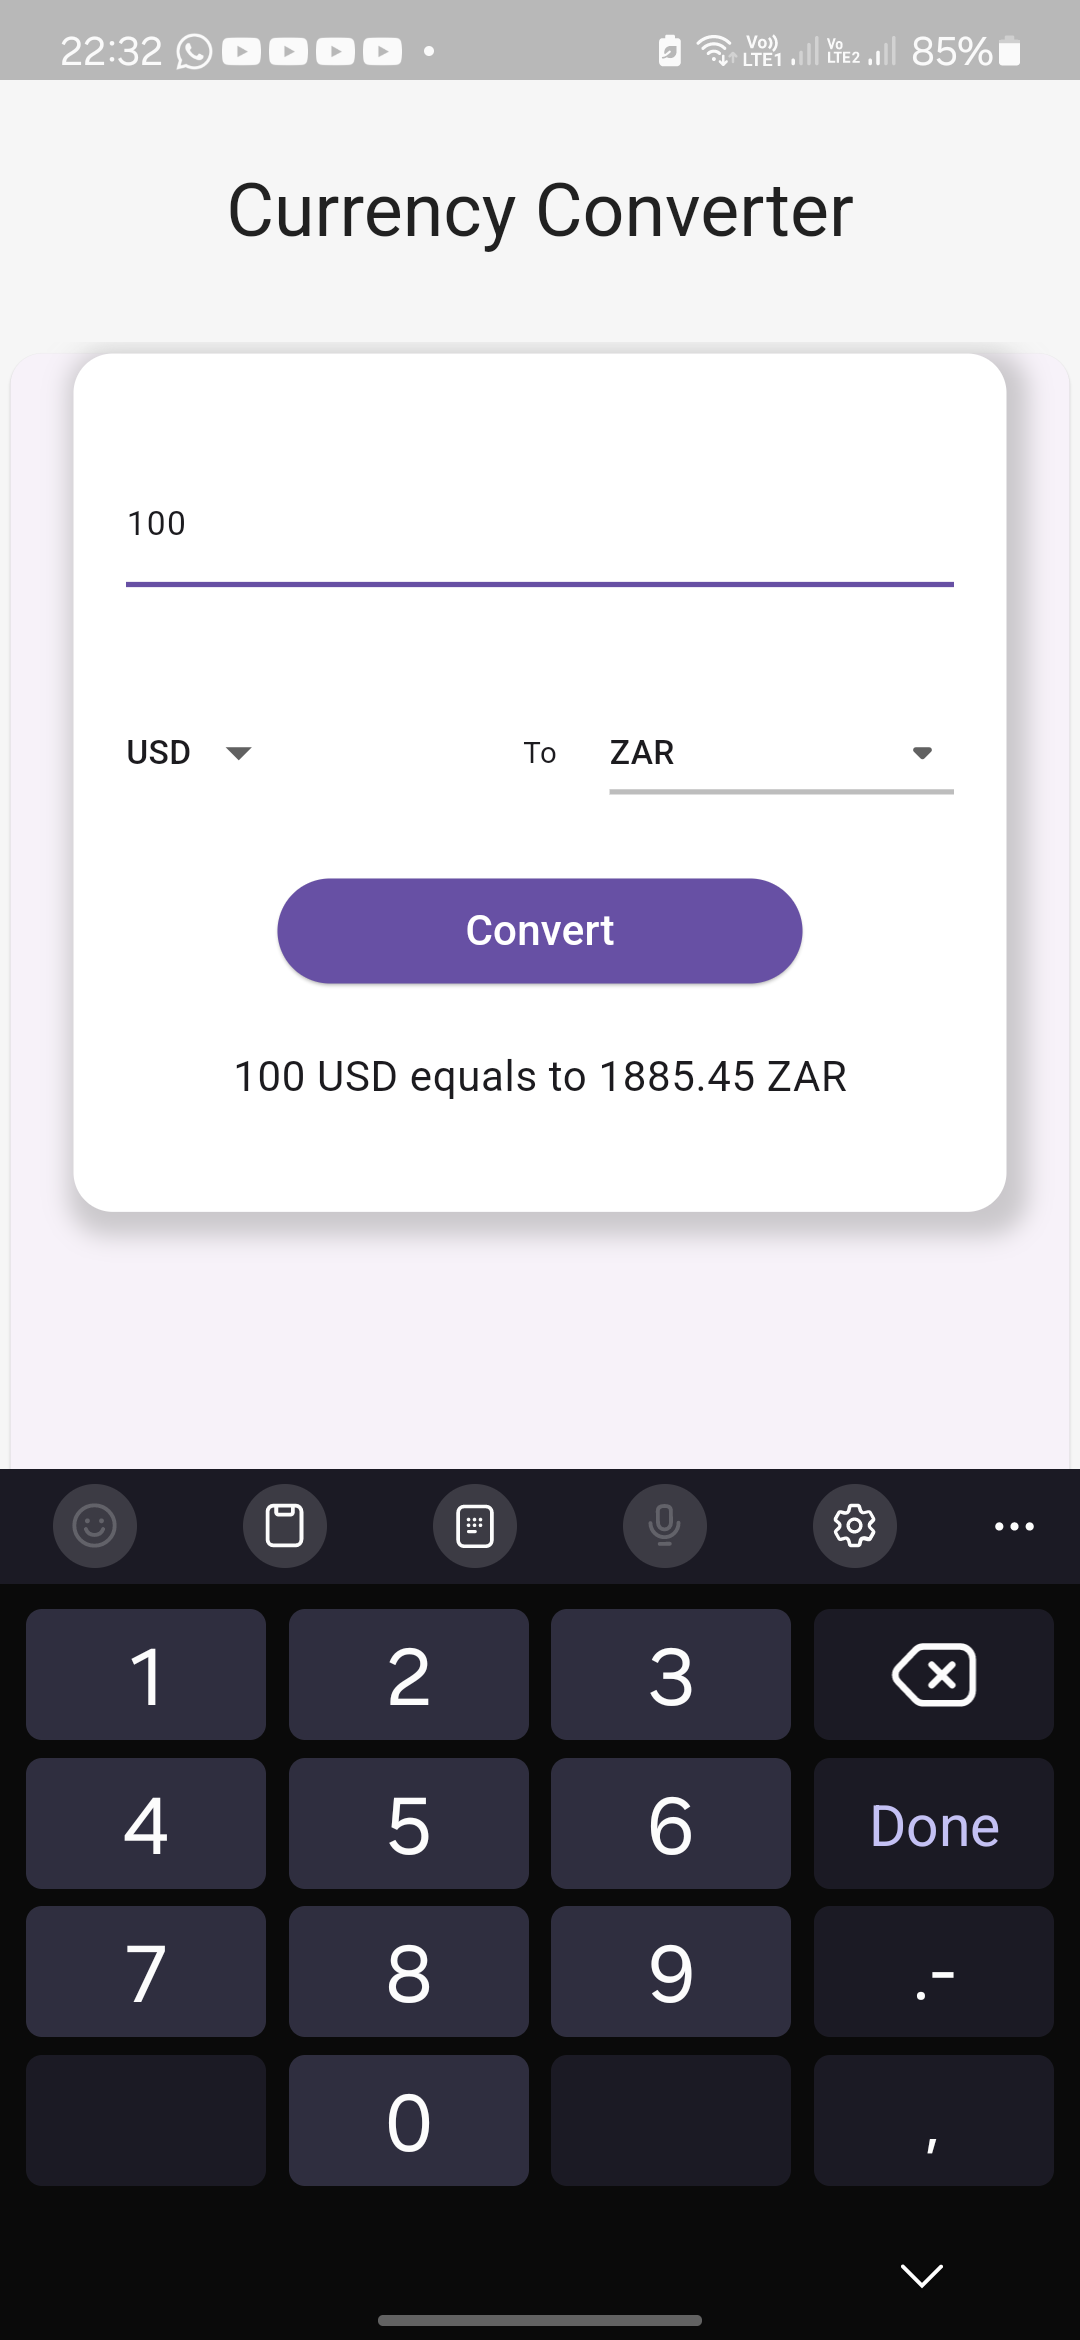 22:32 Vo)) LTE1 Vo LTE2 85%
Currency Converter
100
USD To ZAR
Convert
100 USD equals to 1885.45 ZAR
1 2 3
4 5 6 Done
7 8 9 .-
0 ,